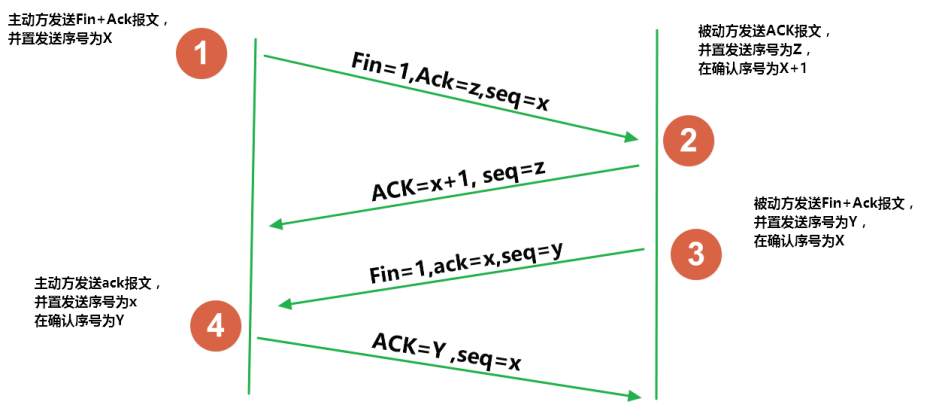 主动方发送Fin+Ack报文，
并置发送序号为X
1
Fin=1,Ack=z,seq=x
被动方发送ACK报文，
并置发送序号为Z，
在确认序号为X+1
2
ACK=x+1, seq=z
被动方发送Fin+Ack报文，
并置发送序号为Y，
在确认序号为X
3
Fin=1,ack=x,seq=y
主动方发送ack报文，
并置发送序号为x
在确认序号为Y
4
ACK=Y ,seq=x